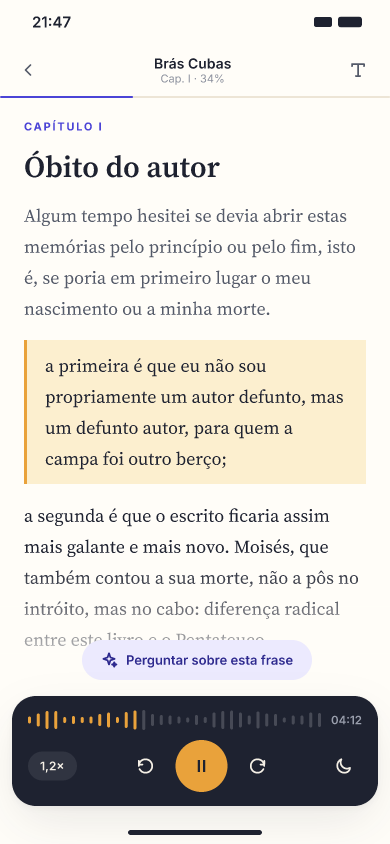 21:47
Brás Cubas
Cap. I · 34%
CAPÍTULO I
Óbito do autor
Algum tempo hesitei se devia abrir estas
memórias pelo princípio ou pelo fim, isto
é, se poria em primeiro lugar o meu
nascimento ou a minha morte.
a primeira é que eu não sou
propriamente um autor defunto, mas
um defunto autor, para quem a
campa foi outro berço;
a segunda é que o escrito ficaria assim
mais galante e mais novo. Moisés, que
também contou a sua morte, não a pôs no
intróito, mas no cabo: diferença radical
entre este livro e o Pentateuco.
Perguntar sobre esta frase
04:12
1,2×